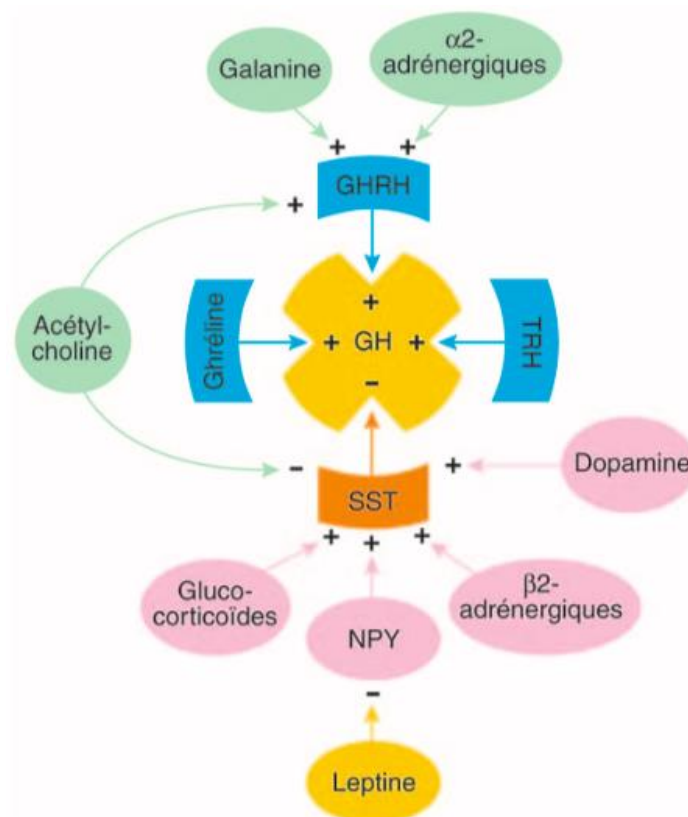 Galanine
α2-
adrénergiques
+ +
GHRH
+
Acétyl-
choline
Ghréline
+
+ GH +
-
TRH
-
SST
+
Dopamine
+ + +
Gluco-
corticoïdes
NPY
β2-
adrénergiques
-
Leptine